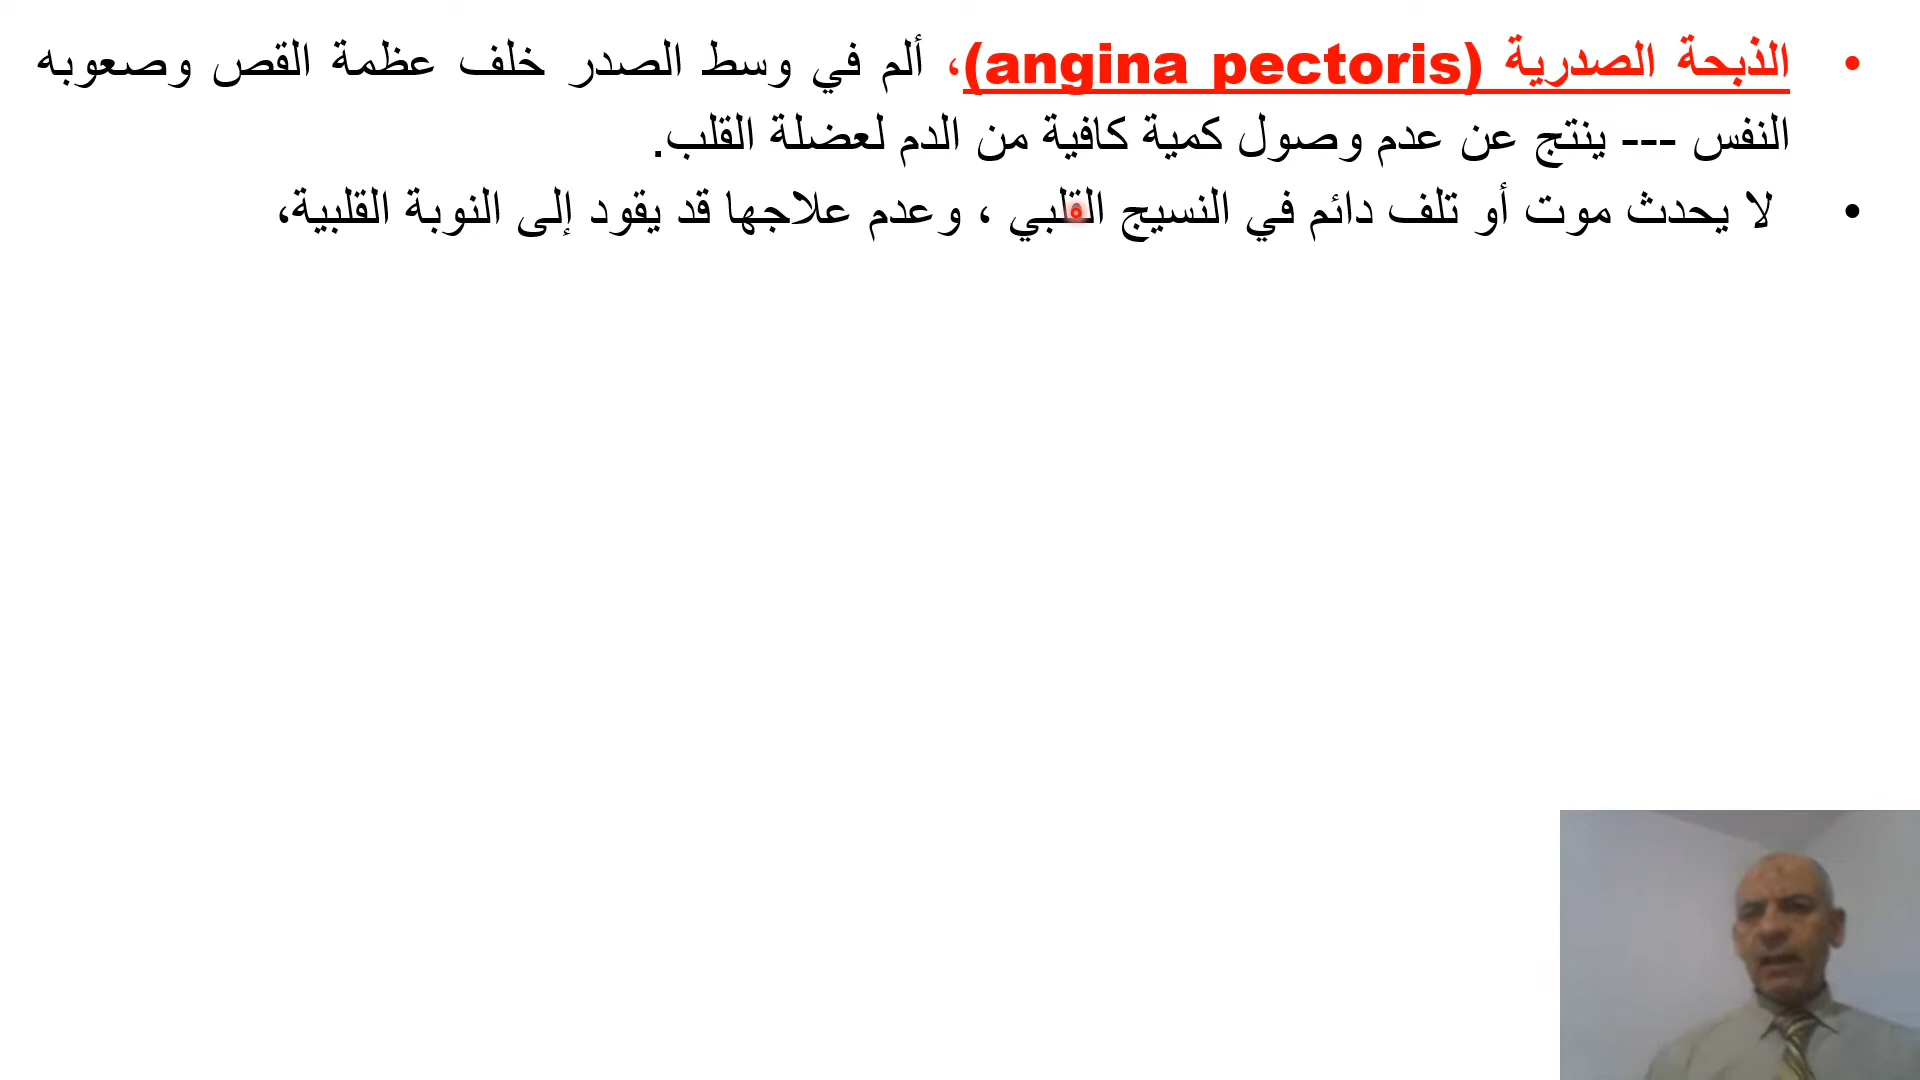 • الذبحة الصدرية (angina pectoris)، ألم في وسط الصدر خلف عظمة القص وصعوبه
النفس --- ينتج عن عدم وصول كمية كافية من الدم لعضلة القلب.
• لا يحدث موت أو تلف دائم في النسيج القلبي ، وعدم علاجها قد يقود إلى النوبة القلبية،